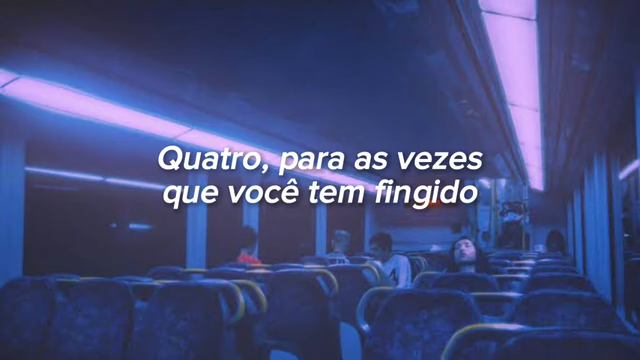 Quatro, para as vezes
que você tem fingido